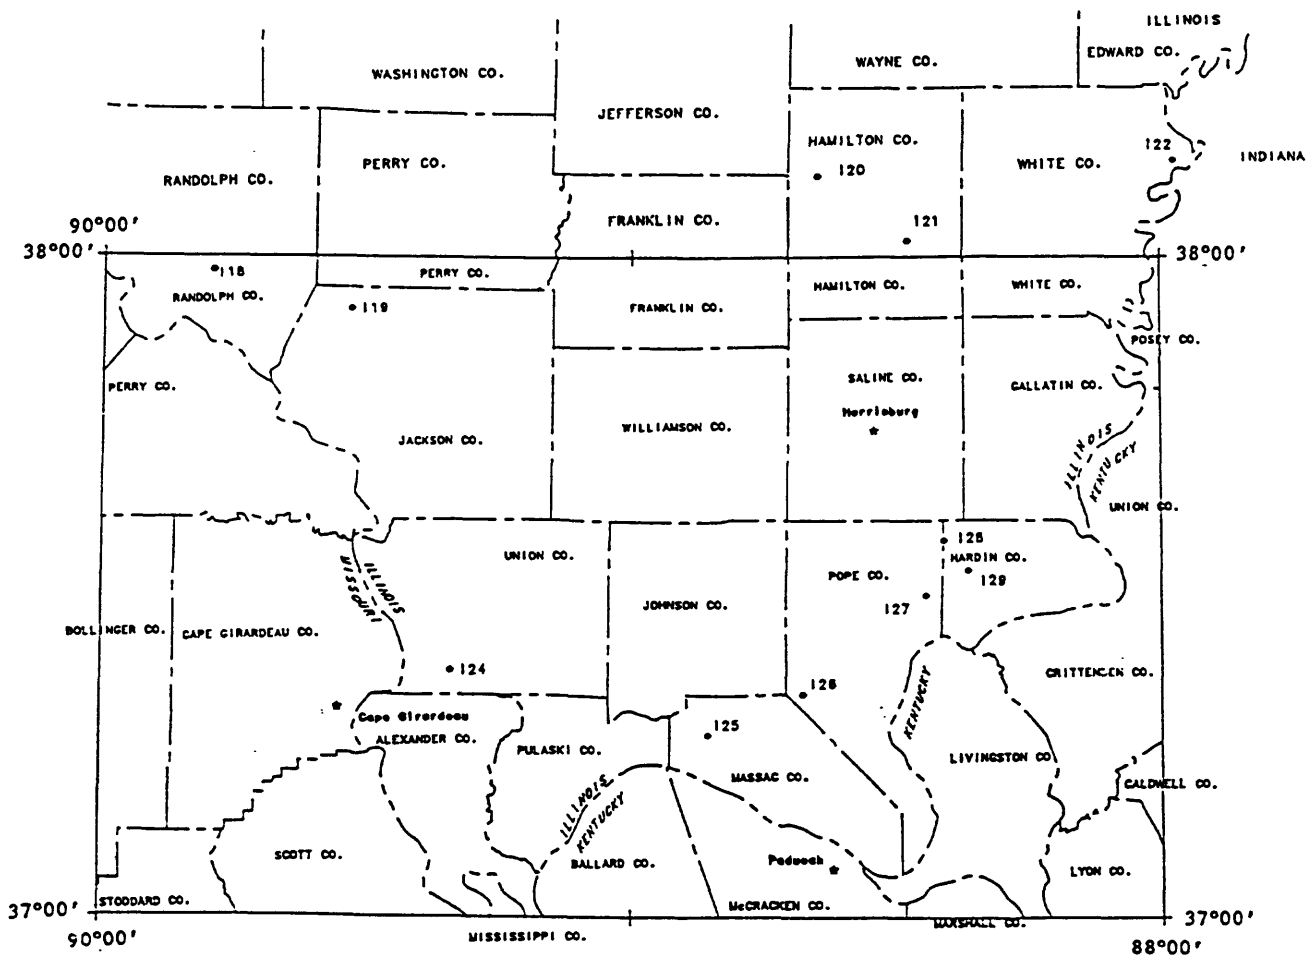 ILLINOIS
WASHINGTON CO.
WAYNE CO.
EDWARD CO.
JEFFERSON CO.
HAMILTON CO.
122
INDIANA
PERRY CO.
WHITE CO.
RANDOLPH CO.
120
FRANKLIN CO.
121
90°00'
38°00'
38°00'
118
PERRY CO.
RANDOLPH CO.
HAMILTON CO.
WHITE CO.
119
FRANKLIN CO.
POSEY CO.
PERRY CO.
SALINE CO.
GALLATIN CO.
Harrisburg
JACKSON CO.
WILLIAMSON CO.
ILLINOIS
KENTUCKY
UNION CO.
UNION CO.
128
HARDIN CO.
129
POPE CO.
ILLINOIS
MISSOURI
127
JOHNSON CO.
BOLLINGER CO.
CAPE GIRARDEAU CO.
124
CRITTENDEN CO.
126
KENTUCKY
Cape Girardeau
ALEXANDER CO.
125
PULASKI CO.
LIVINGSTON CO
MASSAC CO.
CALDWELL CO.
ILLINOIS
KENTUCKY
SCOTT CO.
BALLARD CO.
Paducah
LYON CO.
STODDARD CO.
McCRACKEN CO.
37°00'
37°00'
MARSHALL CO.
90°00'
MISSISSIPPI CO.
88°00'